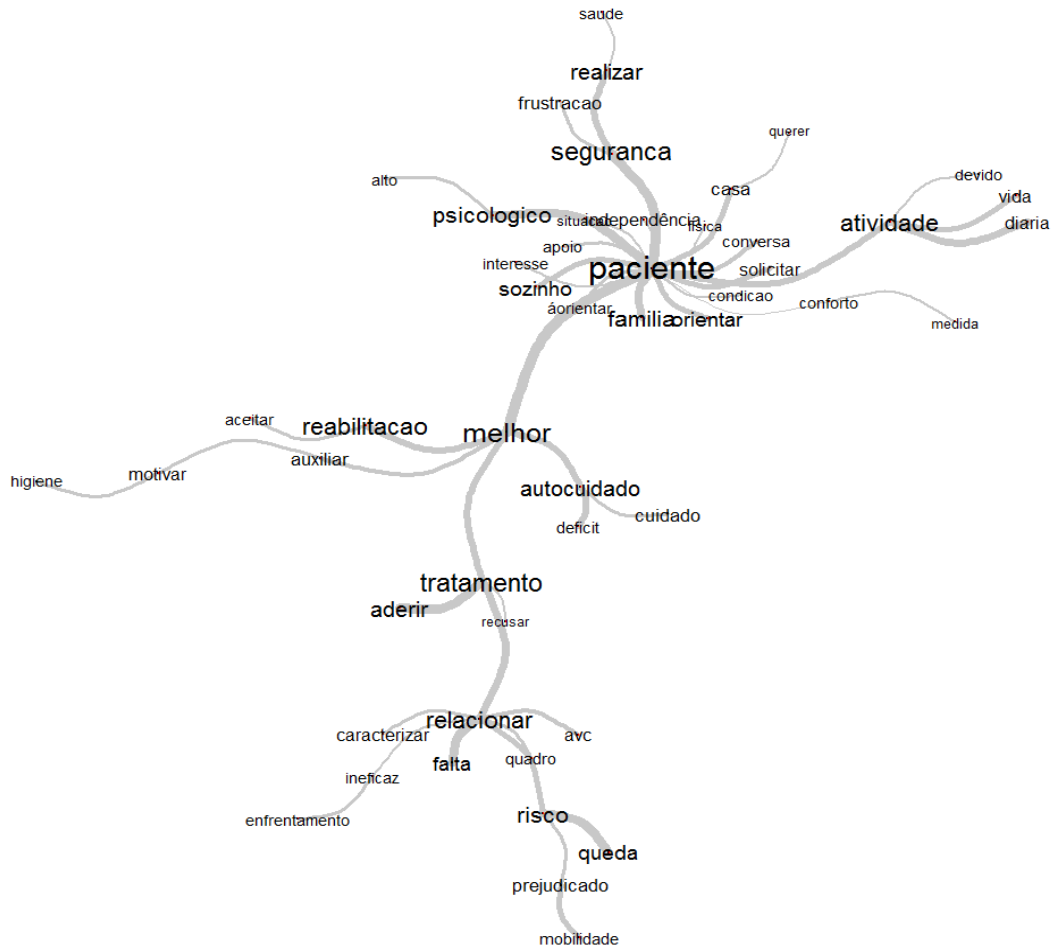 saude
realizar
frustracao
querer
seguranca
devido
alto
casa
vida
psicologico
situacao
independência
atividade
diaria
física
apoio
conversa
interesse
paciente
solicitar
sozinho
condicao
conforto
áorientar
familia
orientar
medida
aceitar
reabilitacao
melhor
auxiliar
higiene
motivar
autocuidado
deficit
cuidado
tratamento
aderir
recusar
relacionar
caracterizar
avc
falta
quadro
ineficaz
risco
enfrentamento
queda
prejudicado
mobilidade